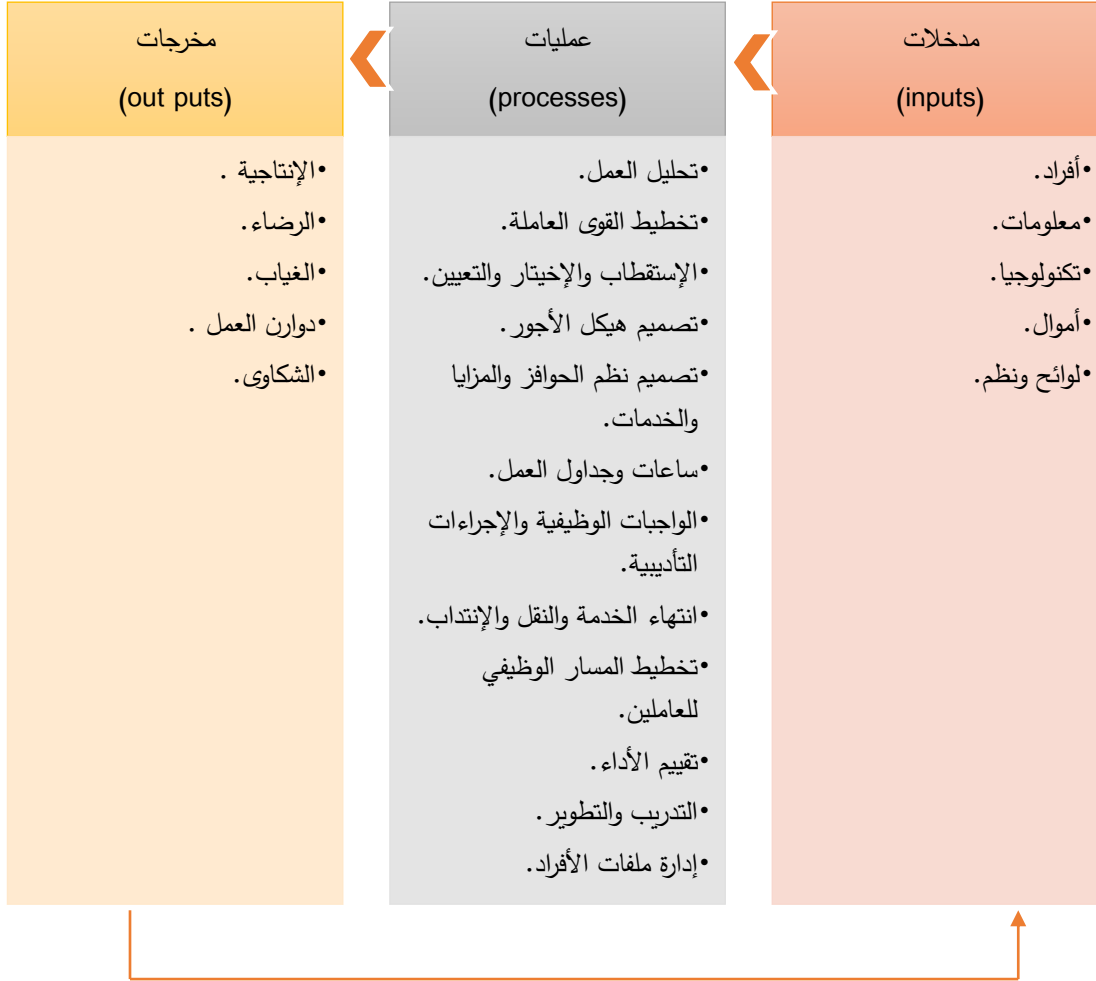 مدخلات
(inputs)
•أفراد.
•معلومات.
•تكنولوجيا.
•أموال.
•لوائح ونظم.
عمليات
(processes)
•تحليل العمل.
•تخطيط القوى العاملة.
•الإستقطاب والإخيتار والتعيين.
•تصميم هيكل الأجور.
•تصميم نظم الحوافز والمزايا
والخدمات.
•ساعات وجداول العمل.
•الواجبات الوظيفية والإجراءات
التأديبية.
•انتهاء الخدمة والنقل والإنتداب.
•تخطيط المسار الوظيفي
للعاملين.
•تقييم الأداء.
•التدريب والتطوير.
•إدارة ملفات الأفراد.
مخرجات
(out puts)
•الإنتاجية .
•الرضاء.
•الغياب.
•دوارن العمل .
•الشكاوى.